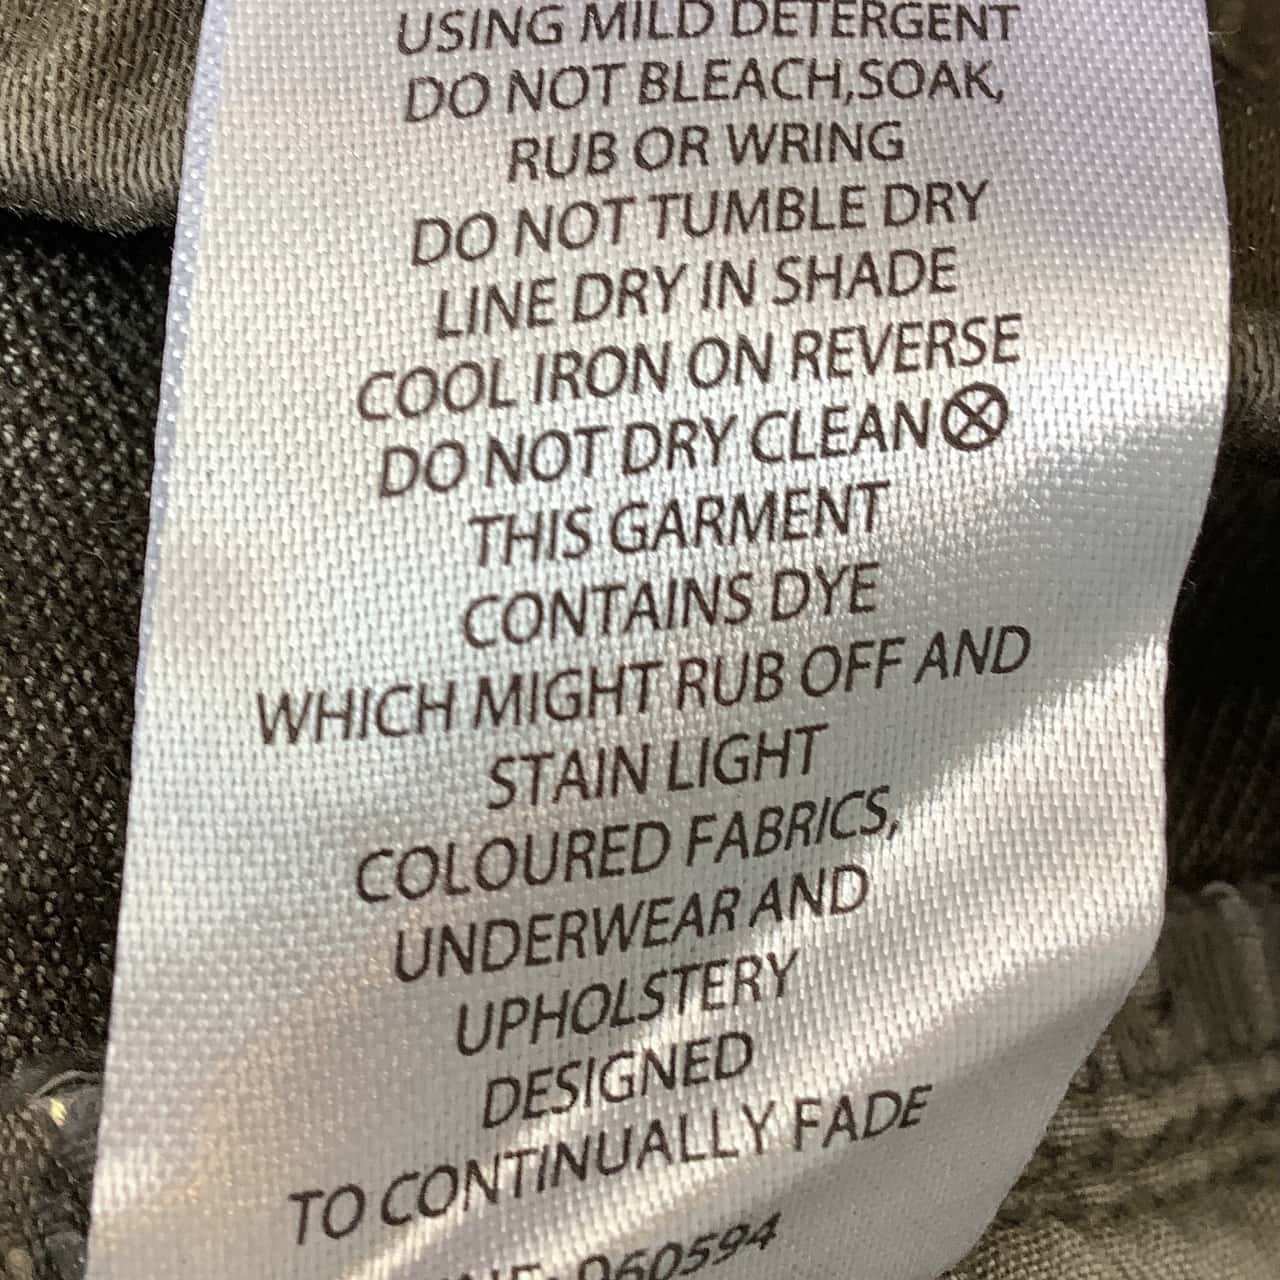 USING MILD DETERGENT
DO NOT BLEACH,SOAK,
RUB OR WRING
DO NOT TUMBLE DRY
LINE DRY IN SHADE
COOL IRON ON REVERSE
DO NOT DRY CLEAN
THIS GARMENT
CONTAINS DYE
WHICH MIGHT RUB OFF AND
STAIN LIGHT
COLOURED FABRICS,
UNDERWEAR AND
UPHOLSTERY
DESIGNED
TO CONTINUALLY FADE
060594